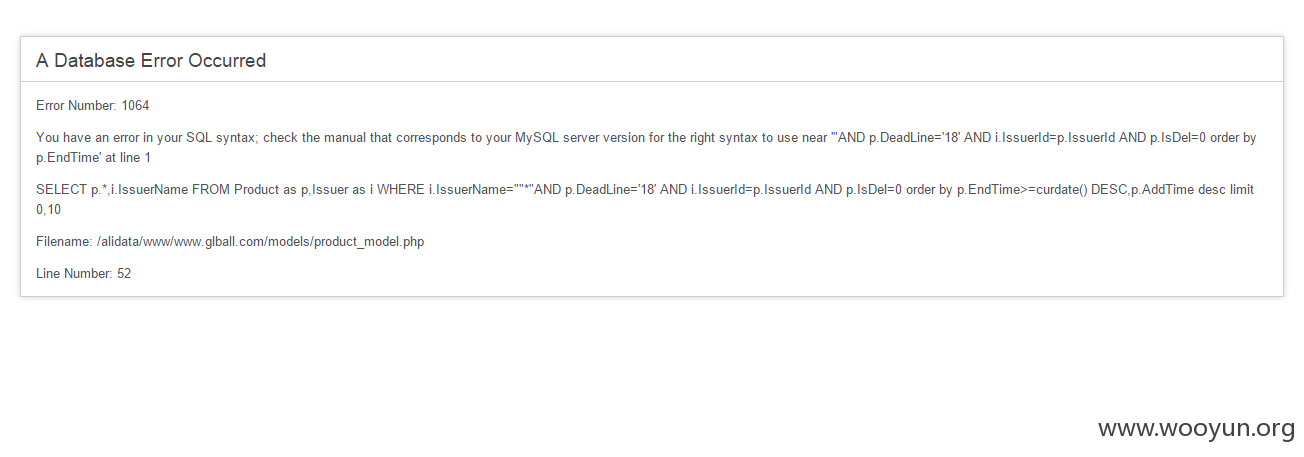 A Database Error Occurred
Error Number: 1064
You have an error in your SQL syntax; check the manual that corresponds to your MySQL server version for the right syntax to use near '"AND p.DeadLine='18' AND i.IssuerId=p.IssuerId AND p.IsDel=0 order by
p.EndTime' at line 1
SELECT p.*,i.IssuerName FROM Product as p,Issuer as i WHERE i.IssuerName=""*"AND p.DeadLine='18' AND i.IssuerId=p.IssuerId AND p.IsDel=0 order by p.EndTime>=curdate() DESC,p.AddTime desc limit
0,10
Filename: /alidata/www/www.glball.com/models/product_model.php
Line Number: 52
www.wooyun.org